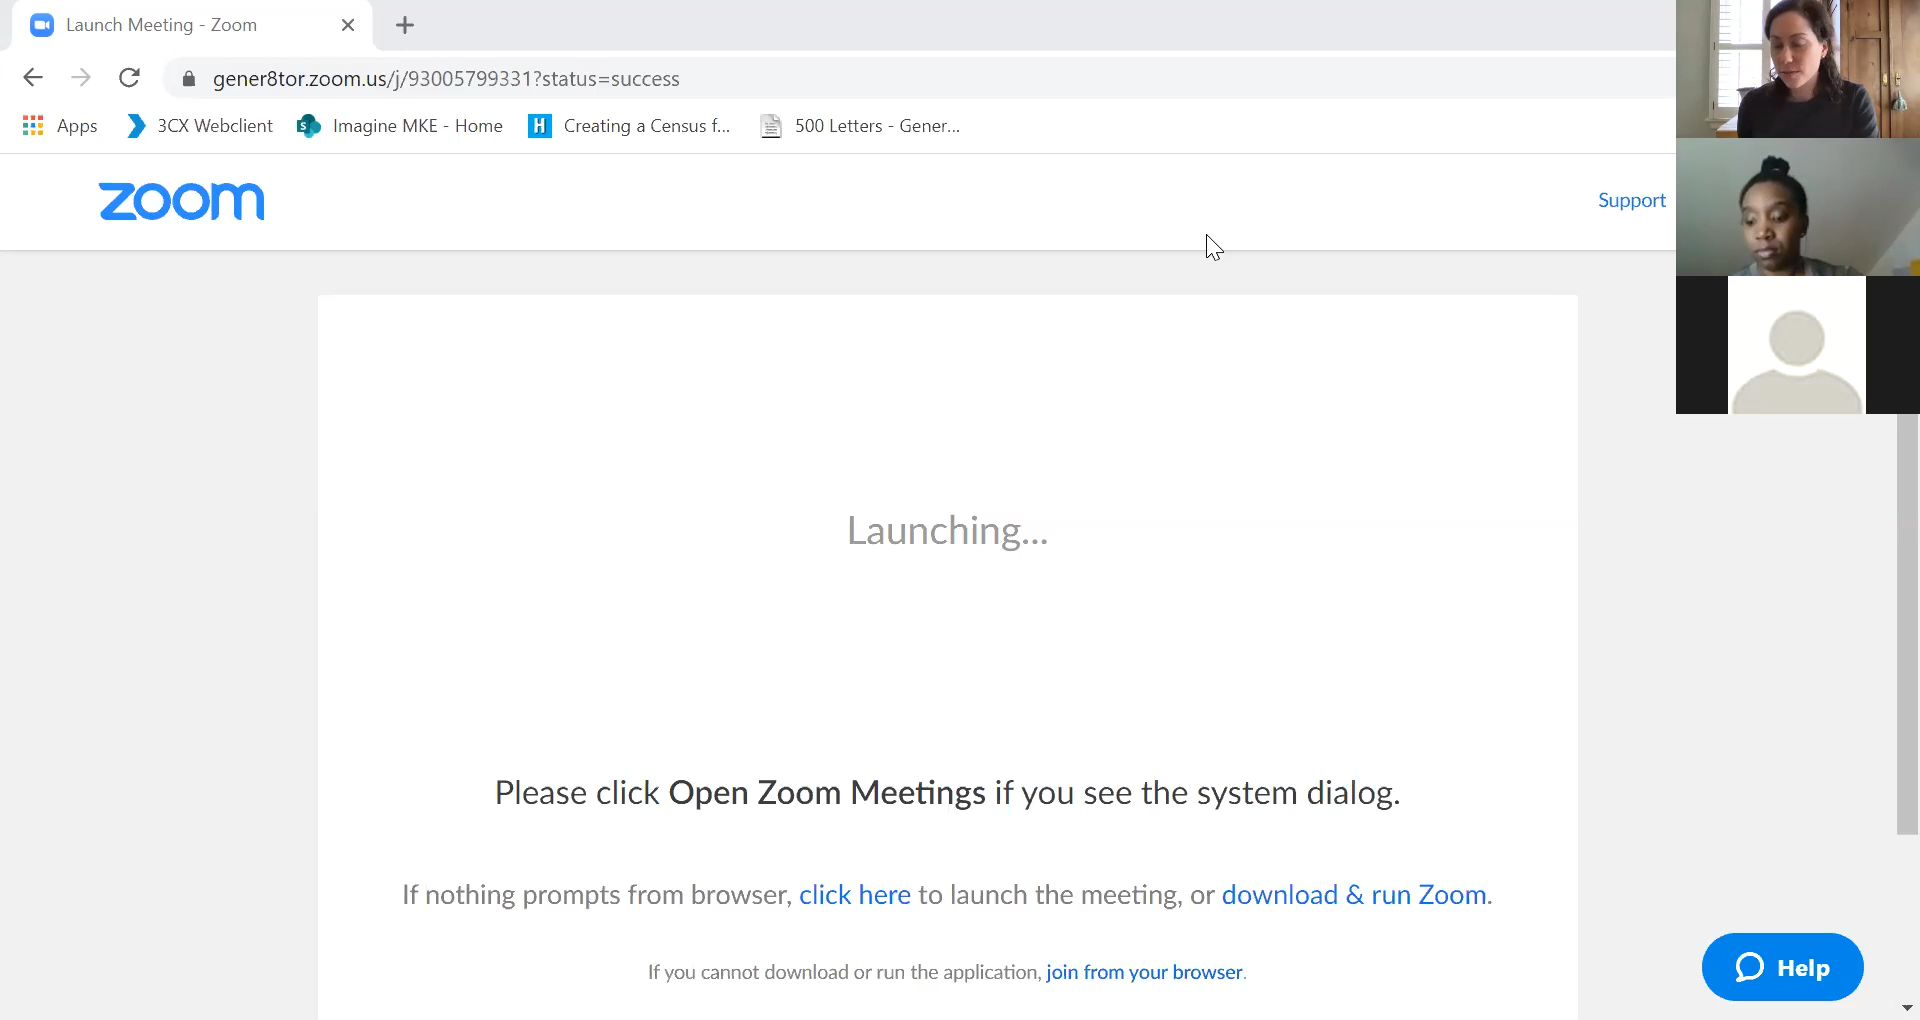 Launch Meeting - Zoom
gener8tor.zoom.us/j/93005799331?status=success
Apps
3CX Webclient
Imagine MKE - Home
H
Creating a Census f...
500 Letters - Gener...
zoom
Support
Launching...
Please click Open Zoom Meetings if you see the system dialog.
If nothing prompts from browser, click here to launch the meeting, or download & run Zoom.
If you cannot download or run the application, join from your browser.
Help